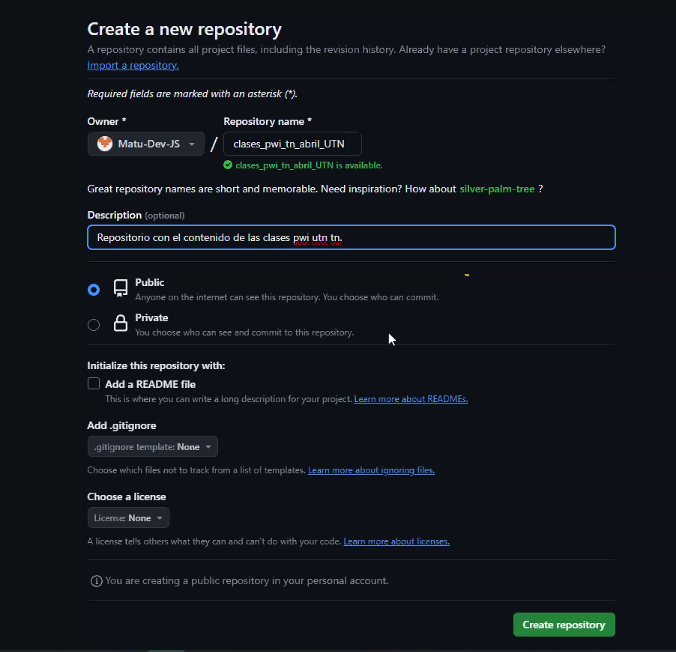 Create a new repository
A repository contains all project files, including the revision history. Already have a project repository elsewhere?
Import a repository.
Required fields are marked with an asterisk (*).
Owner * Repository name *
Matu-Dev-JS / clases_pwi_tn_abril_UTN
clases_pwi_tn_abril_UTN is available.
Great repository names are short and memorable. Need inspiration? How about silver-palm-tree ?
Description (optional)
Repositorio con el contenido de las clases pwi utn tn.
Public
Anyone on the internet can see this repository. You choose who can commit.
Private
You choose who can see and commit to this repository.
Initialize this repository with:
Add a README file
This is where you can write a long description for your project. Learn more about READMEs.
Add .gitignore
.gitignore template: None
Choose which files not to track from a list of templates. Learn more about ignoring files.
Choose a license
License: None
A license tells others what they can and can't do with your code. Learn more about licenses.
You are creating a public repository in your personal account.
Create repository